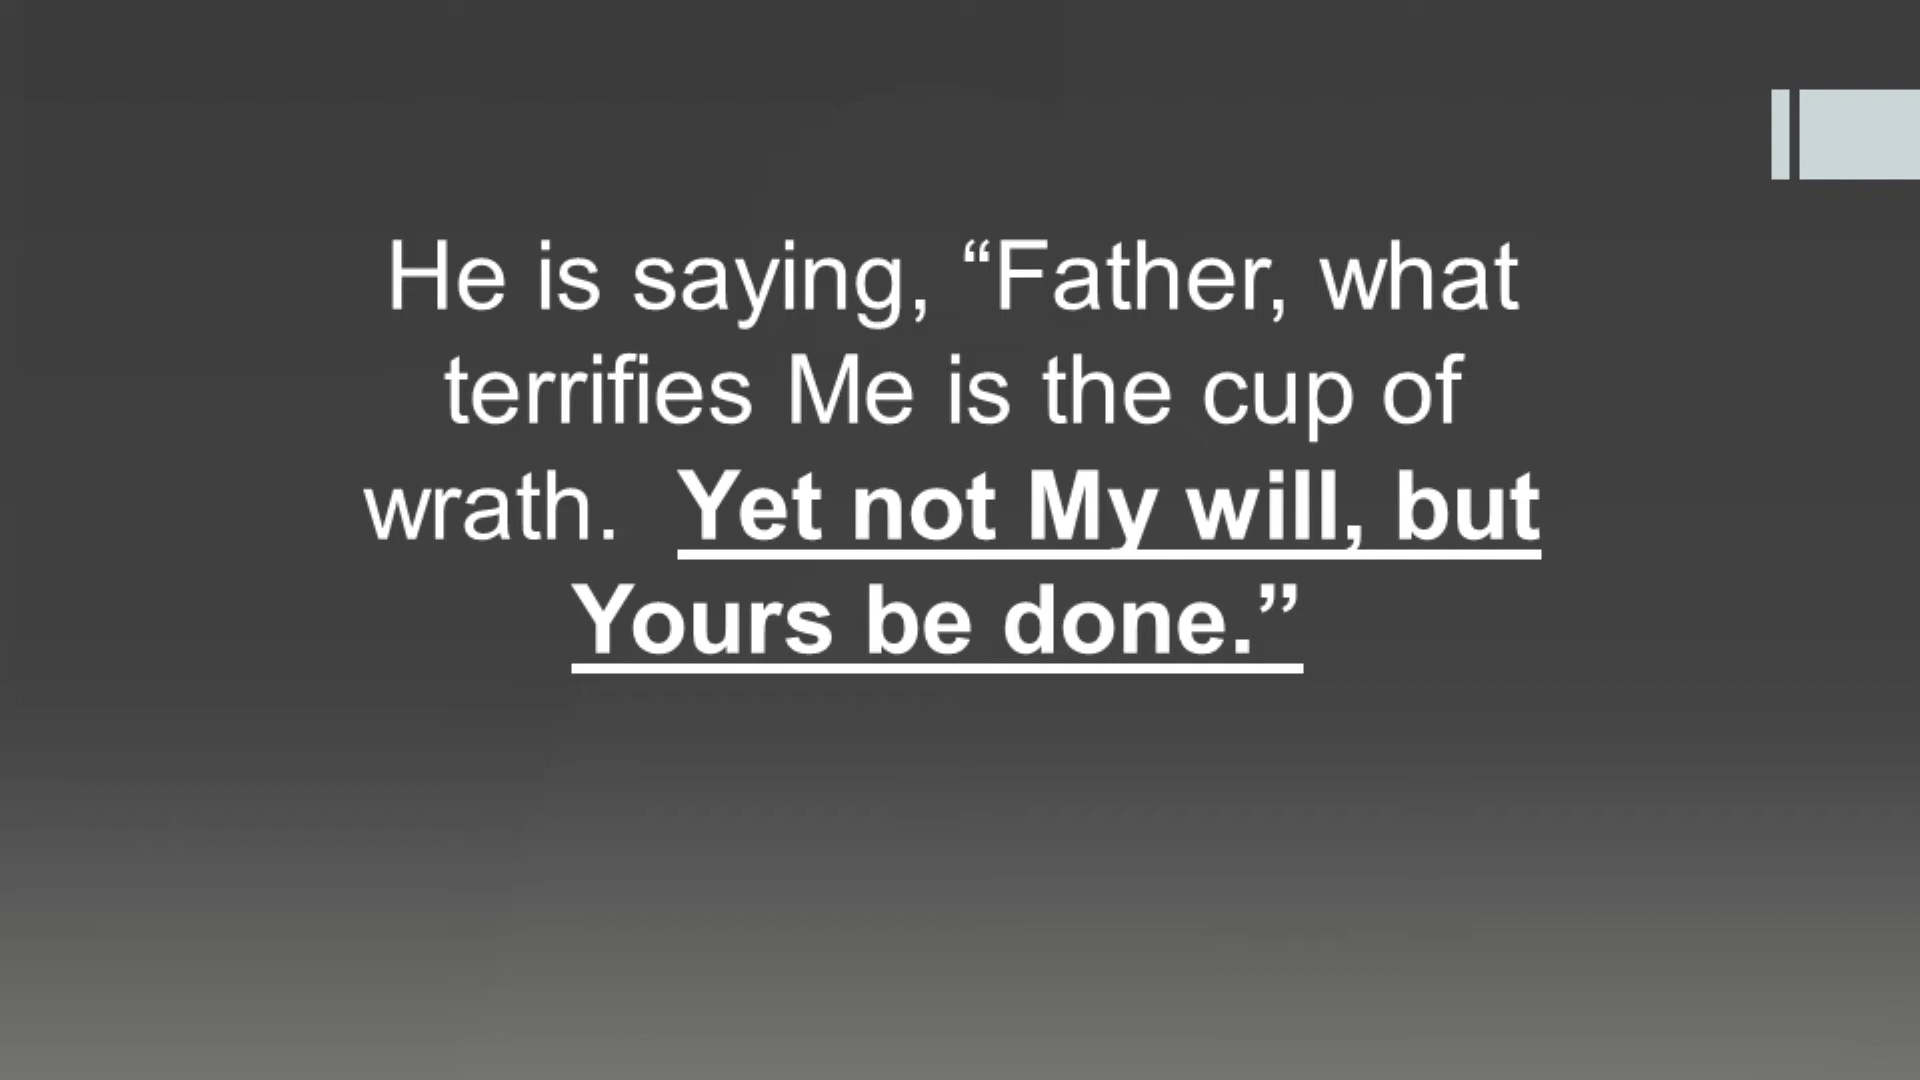 He is saying, “Father, what
terrifies Me is the cup of
wrath.  Yet not My will, but
Yours be done.”